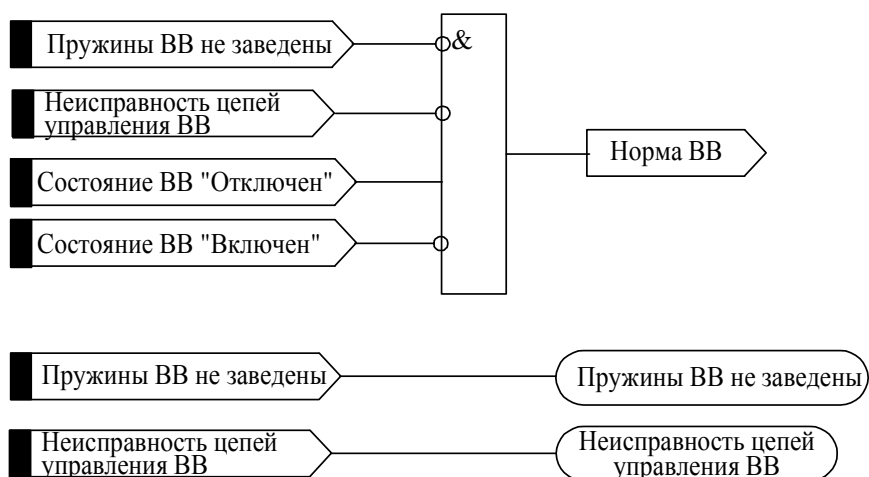 Пружины ВВ не заведены
&
Неисправность цепей
управления ВВ
Норма ВВ
Состояние ВВ "Отключен"
Состояние ВВ "Включен"
Пружины ВВ не заведены
Пружины ВВ не заведены
Неисправность цепей
управления ВВ
Неисправность цепей
управления ВВ